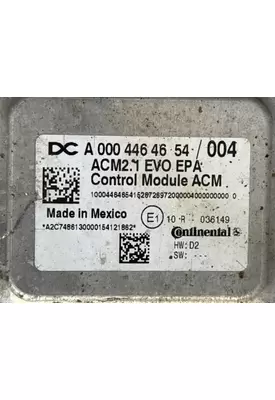 DC A 000 446 46 54 / 004
ACM2.1 EVO EPA
Control Module ACM
Made in Mexico
E1 10 R - 036149
*A2C7486130000154121862*
Continental
HW: D2
SW: ---